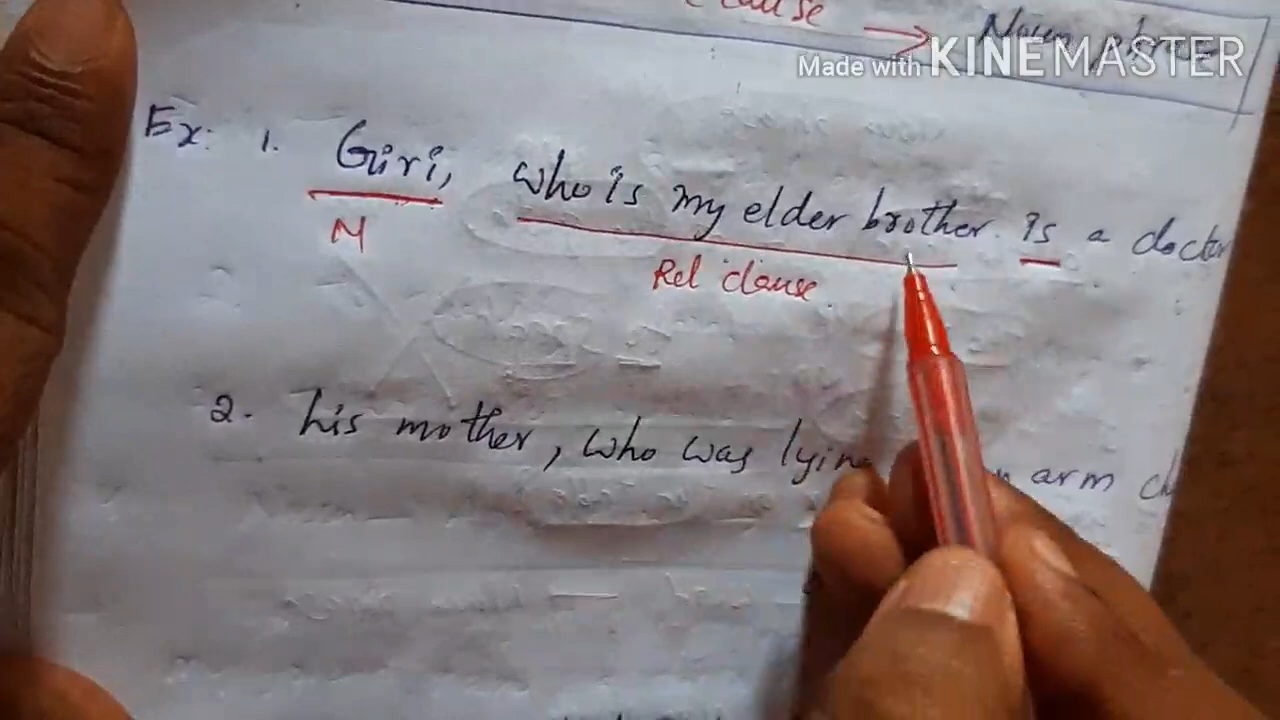 clause → Noun phrase
Made with KINEMASTER
Ex: 1. Giri, who is my elder brother is a doctor
N
Rel clause
2. his mother, who was lying arm